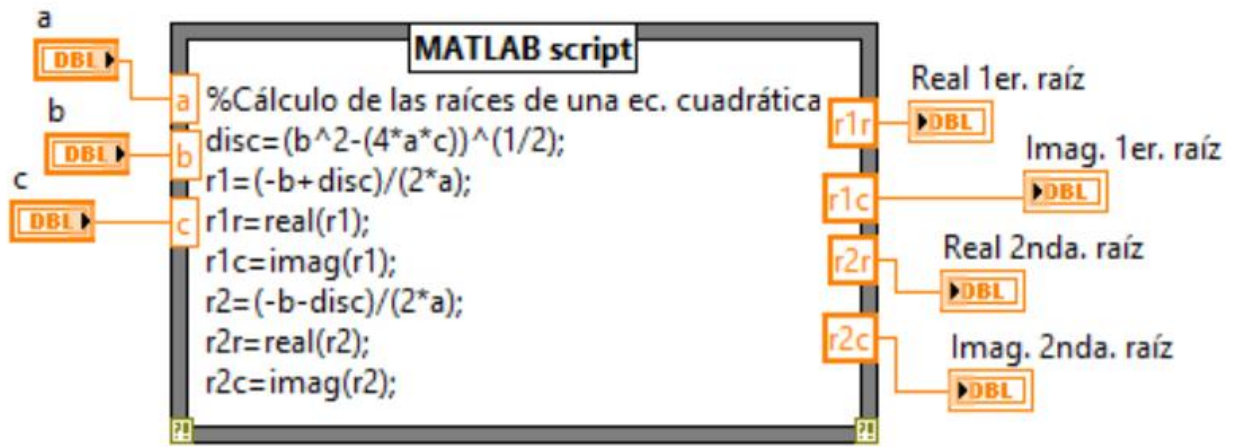 a
DBL
b
DBL
c
DBL
MATLAB script
a
b
c
%Cálculo de las raíces de una ec. cuadrática
disc=(b^2-(4*a*c))^(1/2);
r1=(-b+disc)/(2*a);
r1r=real(r1);
r1c=imag(r1);
r2=(-b-disc)/(2*a);
r2r=real(r2);
r2c=imag(r2);
r1r
r1c
r2r
r2c
Real 1er. raíz
DBL
Imag. 1er. raíz
DBL
Real 2nda. raíz
DBL
Imag. 2nda. raíz
DBL
?!
?!